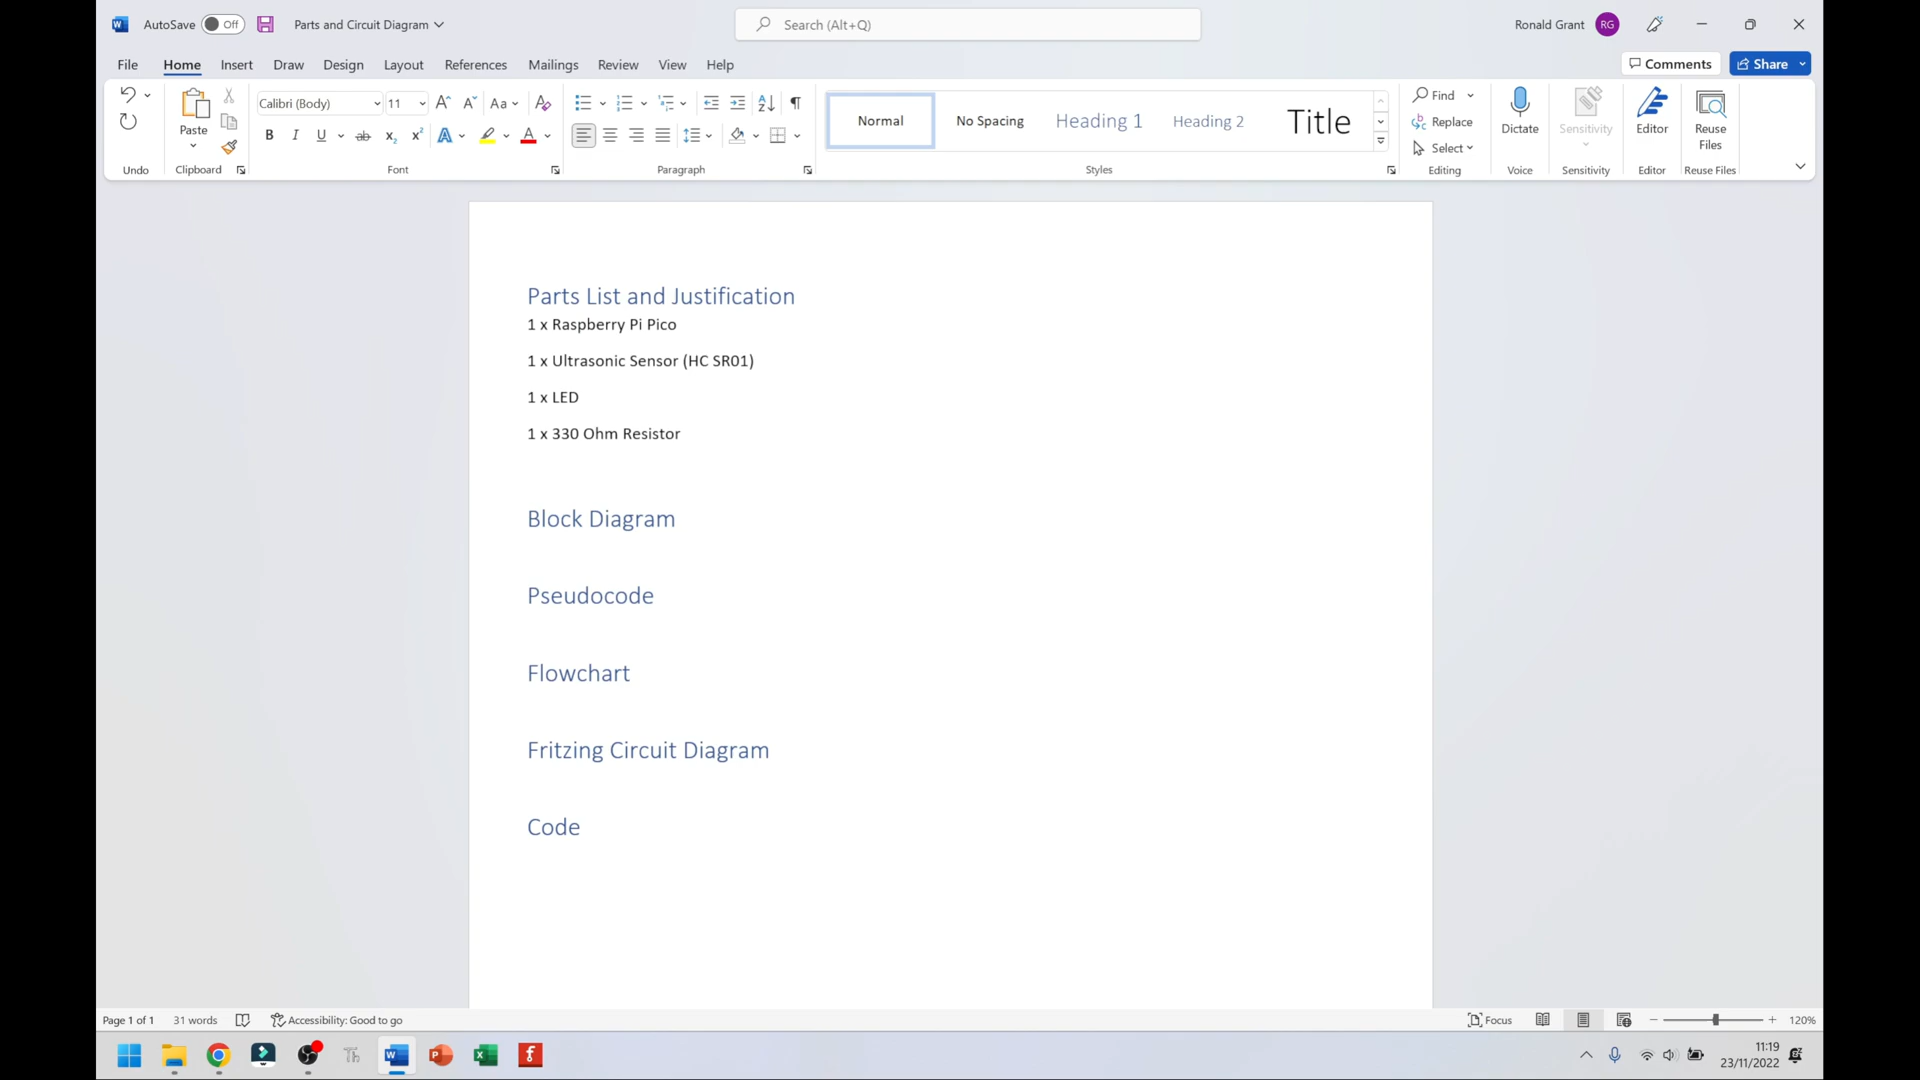 AutoSave Off Parts and Circuit Diagram Search (Alt+Q) Ronald Grant RG
File Home Insert Draw Design Layout References Mailings Review View Help Comments Share
Calibri (Body) 11 Aa Normal No Spacing Heading 1 Heading 2 Title Find
Paste Replace Dictate Sensitivity Editor Reuse Files
Select
Undo Clipboard Font Paragraph Styles Editing Voice Sensitivity Editor Reuse Files
Parts List and Justification
1 x Raspberry Pi Pico
1 x Ultrasonic Sensor (HC SR01)
1 x LED
1 x 330 Ohm Resistor
Block Diagram
Pseudocode
Flowchart
Fritzing Circuit Diagram
Code
Page 1 of 1 31 words Accessibility: Good to go Focus 120%
11:19
23/11/2022